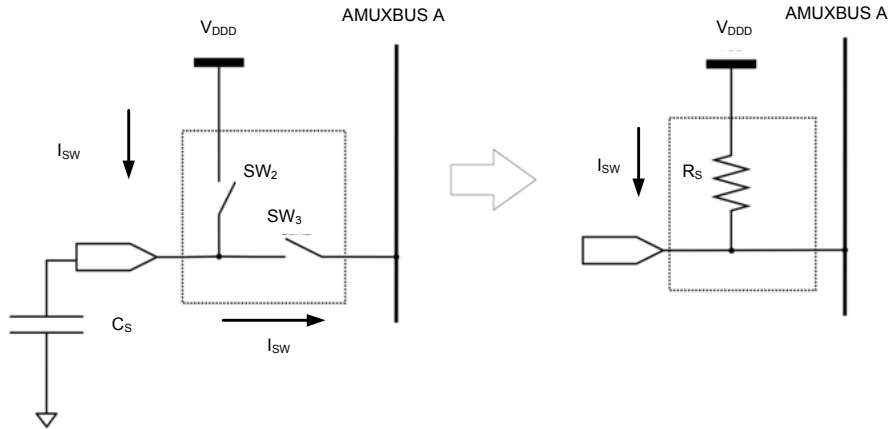 AMUXBUS A
VDDD
ISW
SW2
SW3
CS
ISW
AMUXBUS A
VDDD
ISW
RS